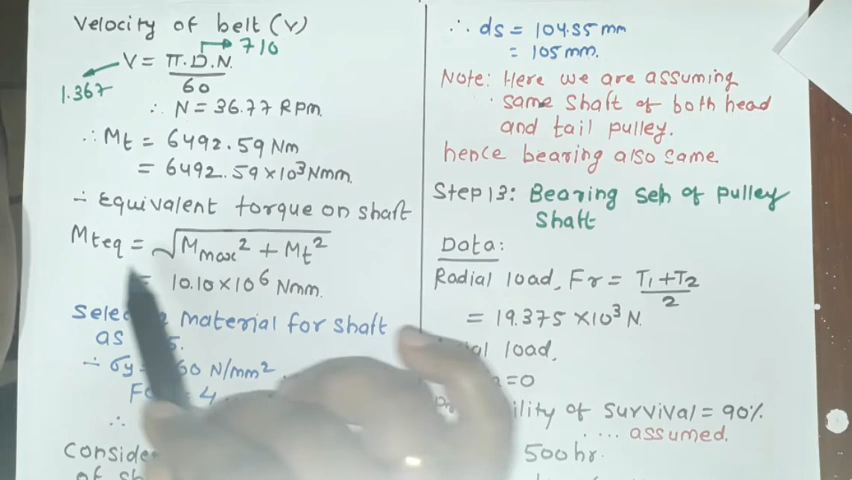 Velocity of belt (V)
710
V = π.D.N.
60
1.367
∴ N = 36.77 RPm.
∴ Mt = 6492.59 Nm
= 6492.59 × 10³ Nmm.
∴ Equivalent torque on shaft
Mteq = √Mmax² + Mt²
= 10.10 × 10⁶ Nmm.
material for shaft
as
N/mm²
= 4
∴
of sh
∴ ds = 104.35 mm
= 105 mm.
Note: Here we are assuming
same shaft of both head
and tail pulley.
hence bearing also same.
Step 13: Bearing seln of pulley
shaft
Data:
Radial load, Fr = T1 + T2
2
= 19.375 × 10³ N.
load,
= 0
of survival = 90%
.... assumed.
500 hr.